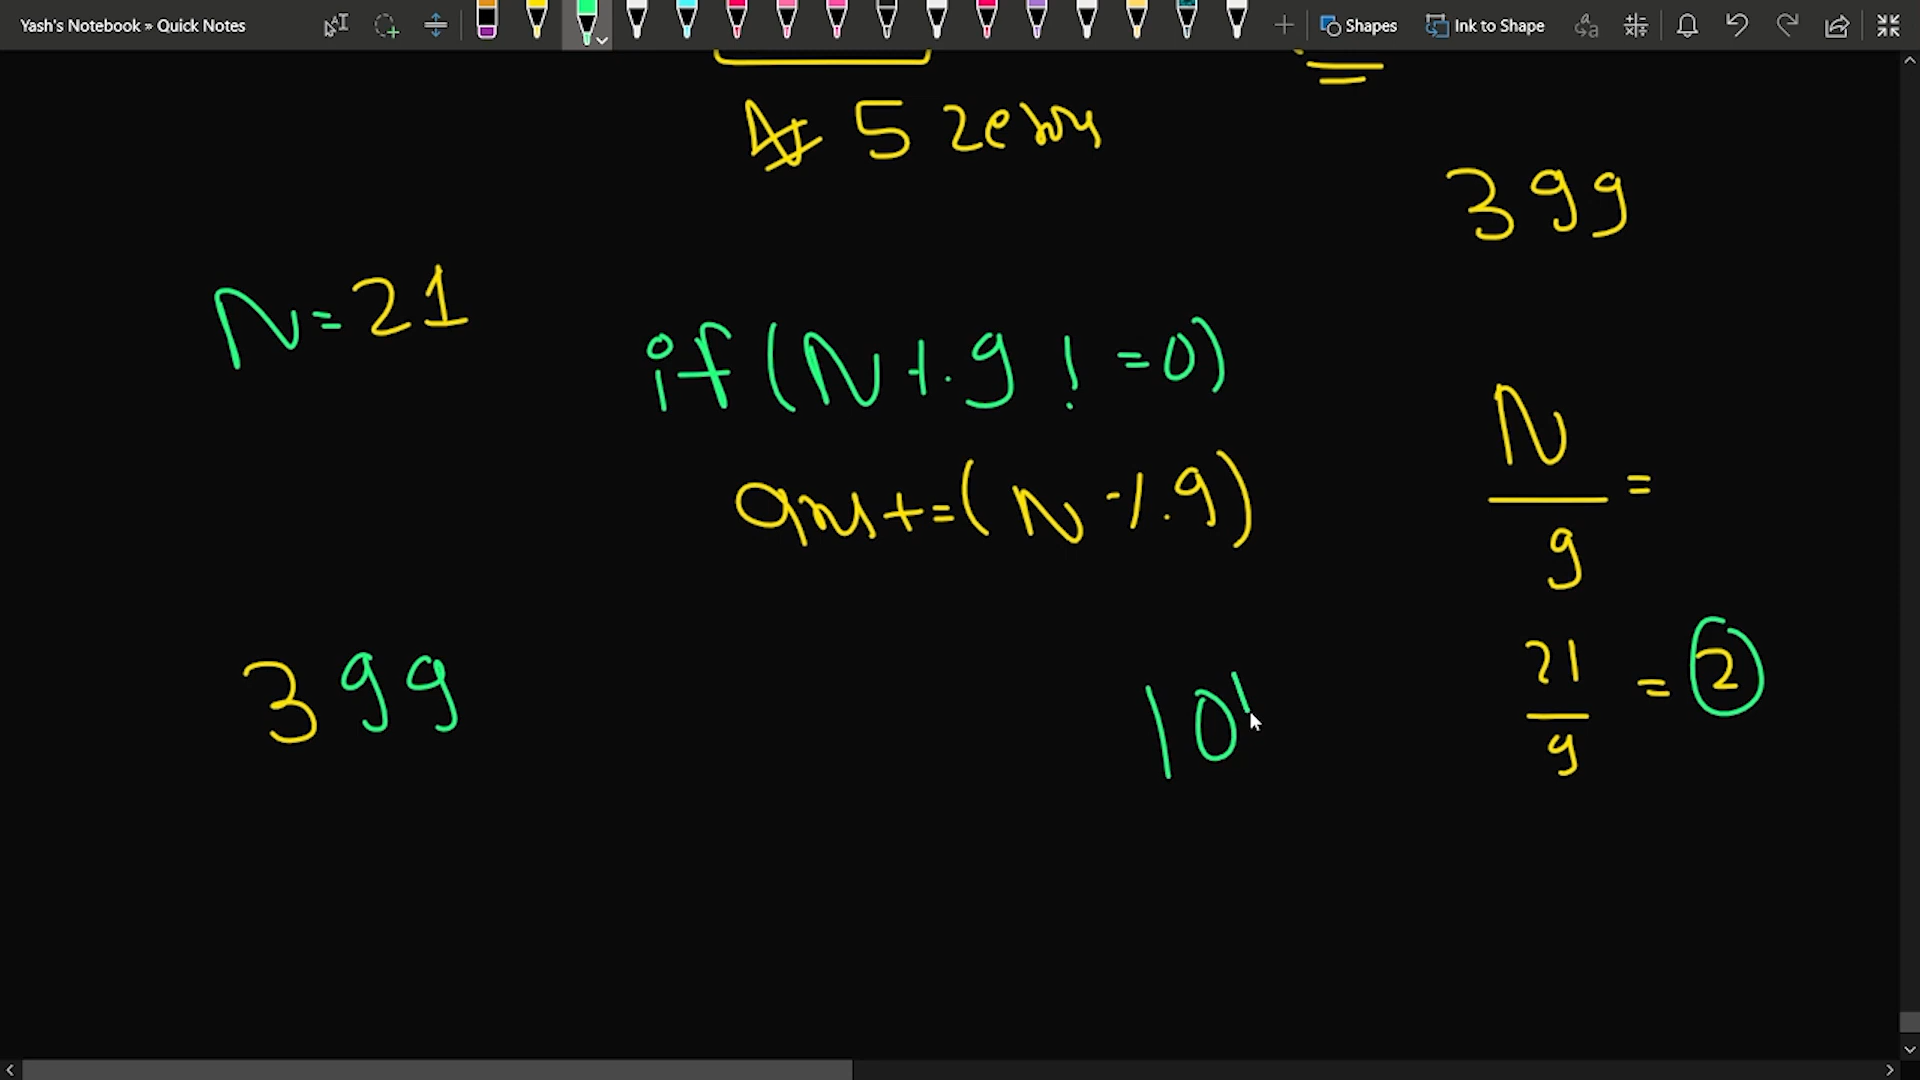 Yash's Notebook » Quick Notes
Shapes
Ink to Shape
5 zeros
399
N = 21
if (N % 9 ! = 0)
ans += (N % 9)
N
=
9
399
21
= 2
9
10